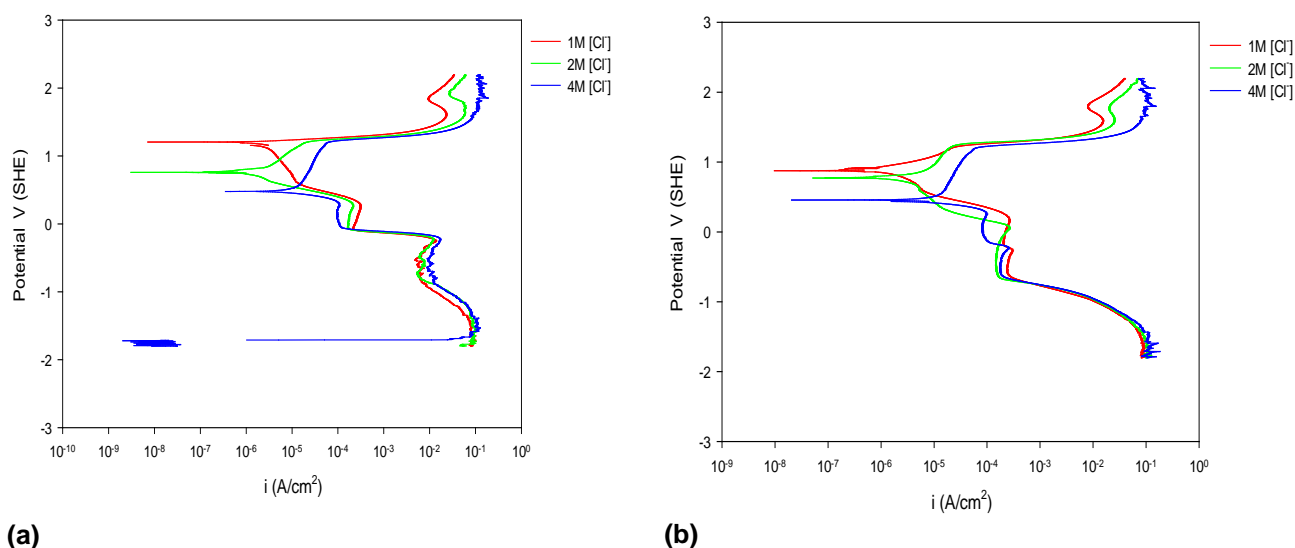 3
2
1
0
-1
-2
-3
Potential V (SHE)
10⁻¹⁰ 10⁻⁹ 10⁻⁸ 10⁻⁷ 10⁻⁶ 10⁻⁵ 10⁻⁴ 10⁻³ 10⁻² 10⁻¹ 10⁰
i (A/cm²)
1M [Cl⁻]
2M [Cl⁻]
4M [Cl⁻]
(a)
3
2
1
0
-1
-2
-3
Potential V (SHE)
10⁻⁹ 10⁻⁸ 10⁻⁷ 10⁻⁶ 10⁻⁵ 10⁻⁴ 10⁻³ 10⁻² 10⁻¹ 10⁰
i (A/cm²)
1M [Cl⁻]
2M [Cl⁻]
4M [Cl⁻]
(b)